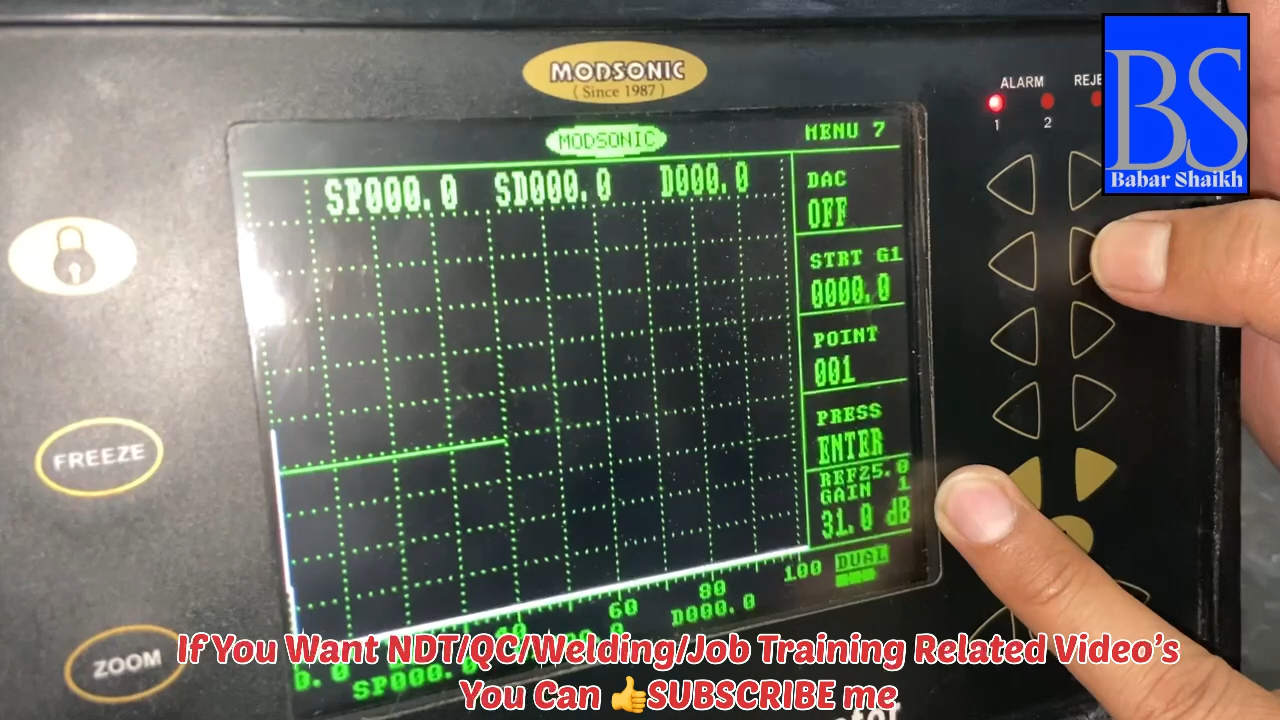 MODSONIC
( Since 1987 )
ALARM
1 2
BS
Babar Shaikh
MODSONIC
MENU 7
SP000.0 SD000.0 D000.0
DAC
OFF
STRT G1
0000.0
POINT
001
PRESS
ENTER
REF25.0
GAIN 1
31.0 dB
DUAL
FREEZE
ZOOM
60 80 100
D000.0
SP000.0
If You Want NDT/QC/Welding/Job Training Related Video's
You Can 👍SUBSCRIBE me